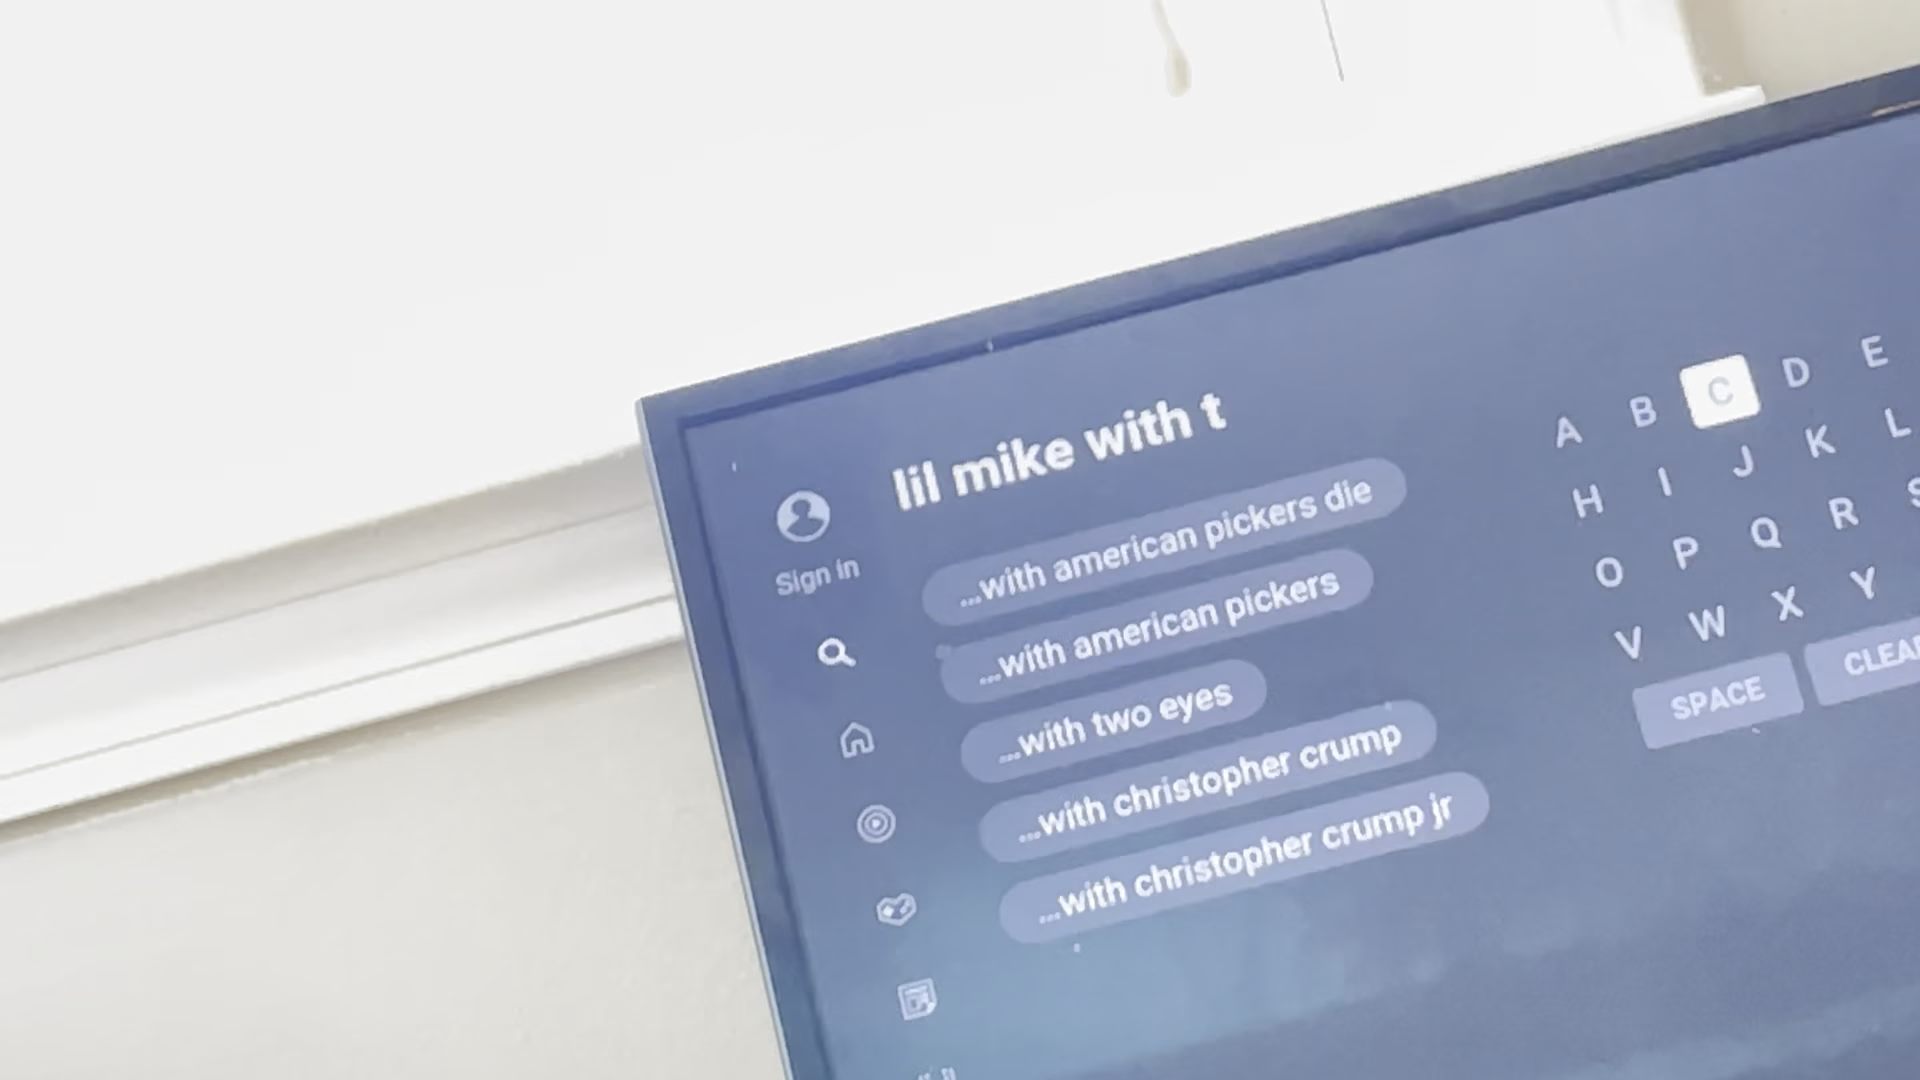 lil mike with t
...with american pickers die
...with american pickers
...with two eyes
...with christopher crump
...with christopher crump jr
Sign in
A B C D E
H I J K L
O P Q R S
V W X Y
SPACE